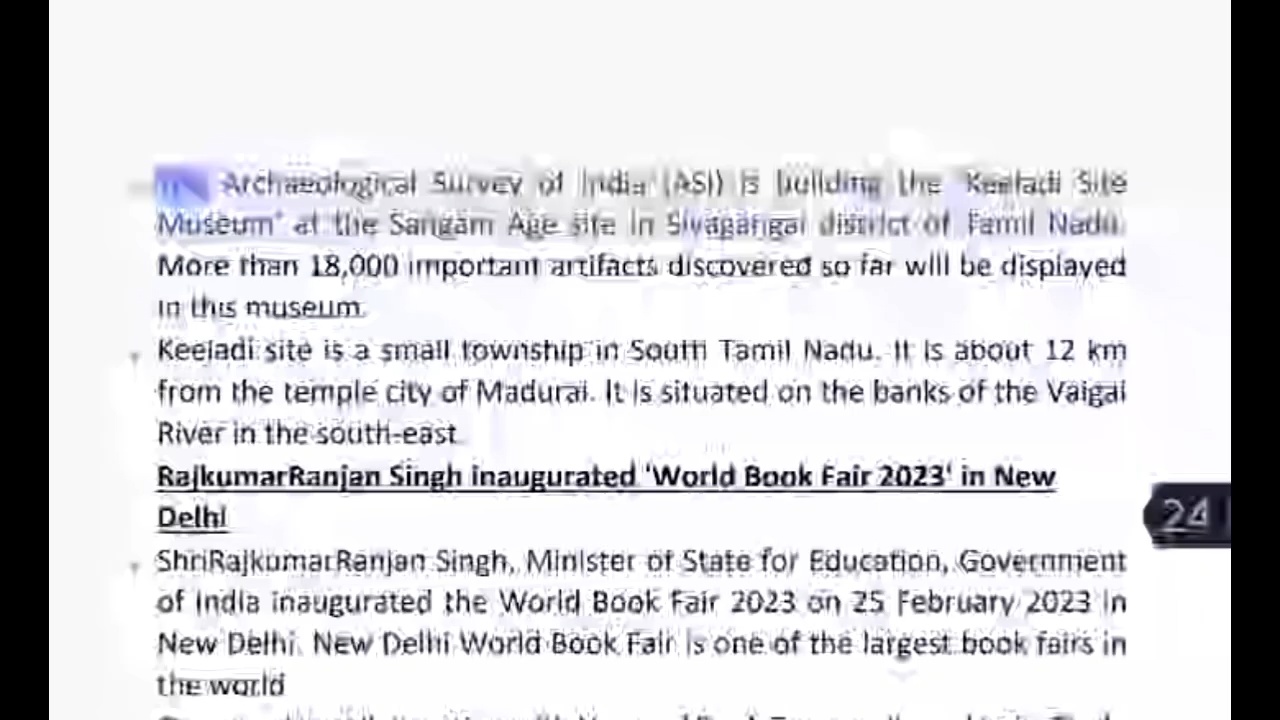 Archaeological Survey of India (ASI) is building the 'Keeladi Site
Museum' at the Sangam Age site in Sivagangai district of Tamil Nadu.
More than 18,000 important artifacts discovered so far will be displayed
in this museum.
Keeladi site is a small township in South Tamil Nadu. It is about 12 km
from the temple city of Madurai. It is situated on the banks of the Vaigai
River in the south-east
RajkumarRanjan Singh inaugurated 'World Book Fair 2023' in New
Delhi
ShriRajkumarRanjan Singh, Minister of State for Education, Government
of India inaugurated the World Book Fair 2023 on 25 February 2023 in
New Delhi. New Delhi World Book Fair is one of the largest book fairs in
the world
24